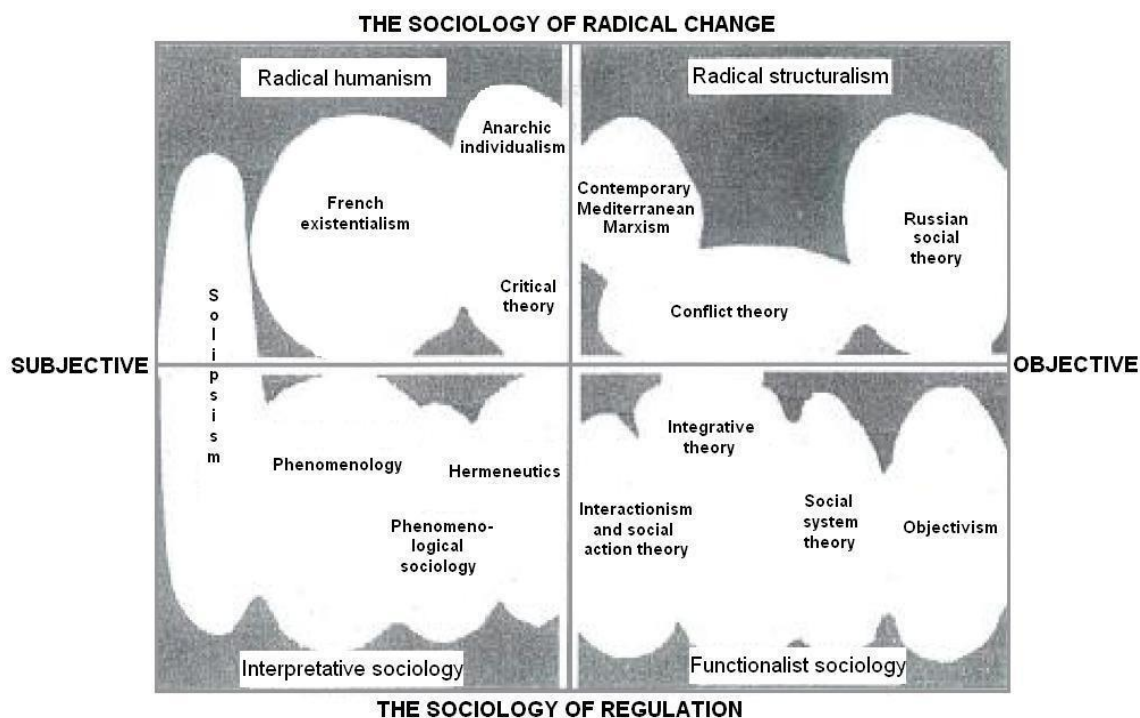 THE SOCIOLOGY OF RADICAL CHANGE
Radical humanism
Radical structuralism
Anarchic
individualism
French
existentialism
Critical
theory
Contemporary
Mediterranean
Marxism
Russian
social
theory
Conflict theory
Solipsism
SUBJECTIVE
OBJECTIVE
Phenomenology
Hermeneutics
Phenomeno-
logical
sociology
Integrative
theory
Interactionism
and social
action theory
Social
system
theory
Objectivism
Interpretative sociology
Functionalist sociology
THE SOCIOLOGY OF REGULATION